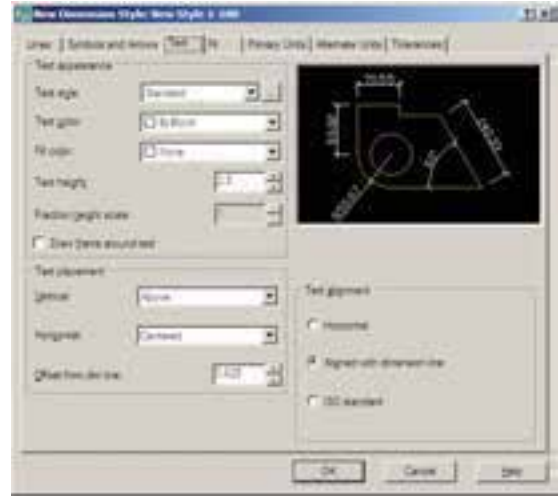 New Dimension Style: New Style
Lines Symbols and Arrows Text Fit Primary Units Alternate Units Tolerances
Text appearance
Text style: Standard
Text color: ByBlock
Fill color: None
Text height:
Fraction height scale:
Draw frame around text
Text placement
Vertical: Above
Horizontal: Centered
Offset from dim line:
Text alignment
Horizontal
Aligned with dimension line
ISO standard
OK Cancel Help